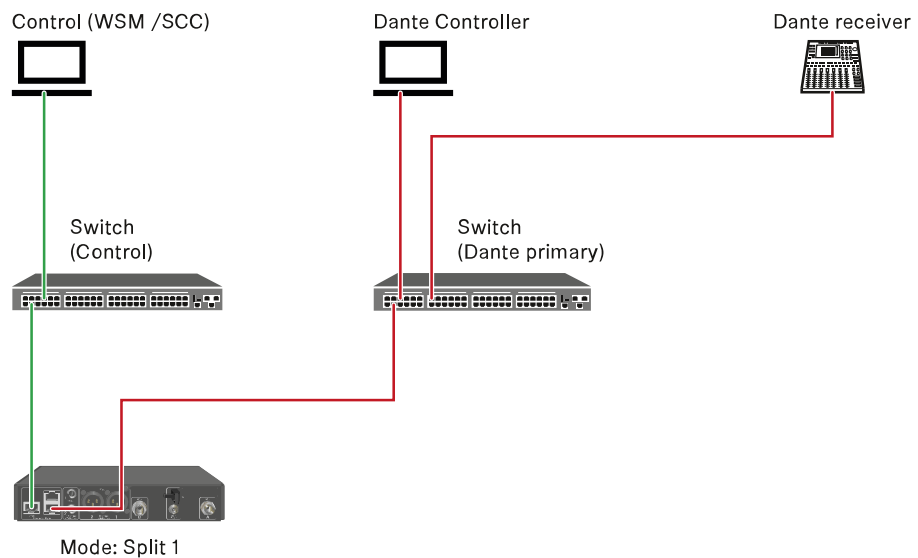 Control (WSM /SCC)
Dante Controller
Dante receiver
Switch
(Control)
Switch
(Dante primary)
Mode: Split 1